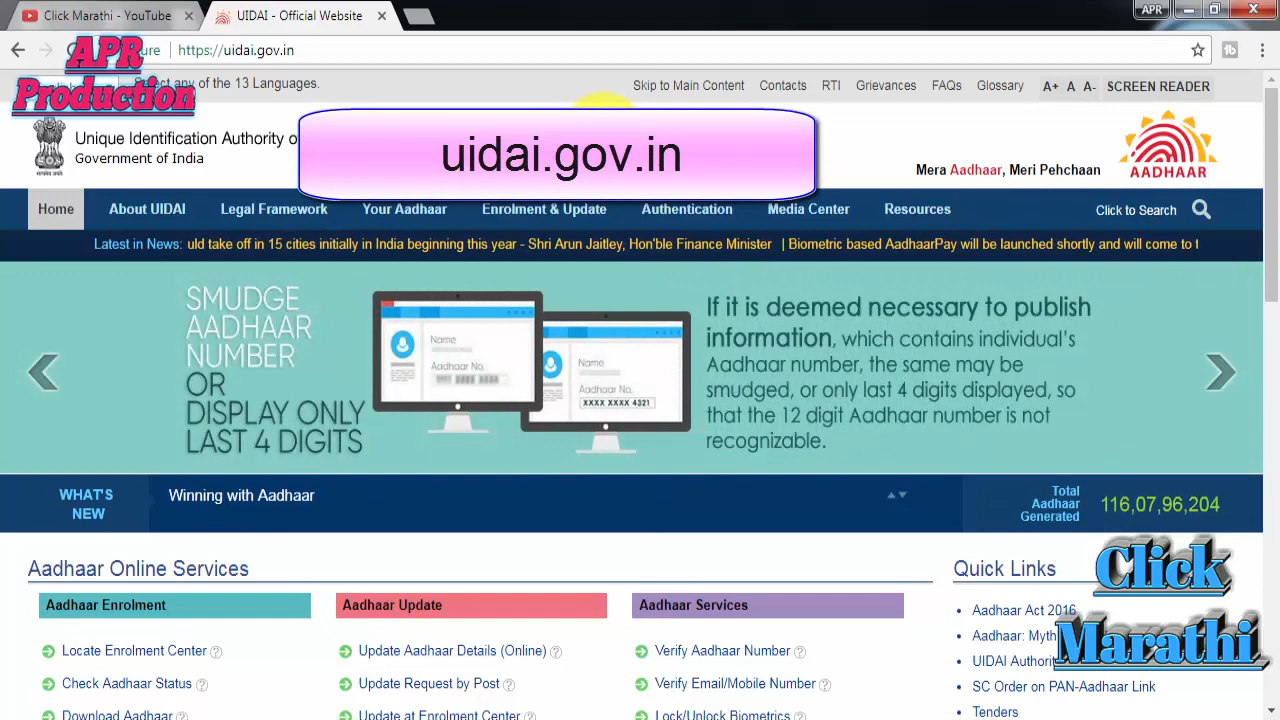 Click Marathi - YouTube
UIDAI - Official Website
APR
https://uidai.gov.in
APR
Production
any of the 13 Languages.
Skip to Main Content
Contacts
RTI
Grievances
FAQs
Glossary
A+ A A-
SCREEN READER
Unique Identification Authority
Government of India
uidai.gov.in
Mera Aadhaar, Meri Pehchaan
AADHAAR
Home
About UIDAI
Legal Framework
Your Aadhaar
Enrolment & Update
Authentication
Media Center
Resources
Click to Search
Latest in News: uld take off in 15 cities initially in India beginning this year - Shri Arun Jaitley, Hon'ble Finance Minister | Biometric based AadhaarPay will be launched shortly and will come to t
SMUDGE
AADHAAR
NUMBER
OR
DISPLAY ONLY
LAST 4 DIGITS
Name
Aadhaar No.
Name
Aadhaar No.
XXXX XXXX 4321
If it is deemed necessary to publish
information, which contains individual's
Aadhaar number, the same may be
smudged, or only last 4 digits displayed, so
that the 12 digit Aadhaar number is not
recognizable.
WHAT'S
NEW
Winning with Aadhaar
Total
Aadhaar
Generated
116,07,96,204
Aadhaar Online Services
Quick Links
Click
Marathi
Aadhaar Enrolment
Aadhaar Update
Aadhaar Services
Aadhaar Act 2016
Locate Enrolment Center ?
Update Aadhaar Details (Online) ?
Verify Aadhaar Number ?
Aadhaar: Myth
UIDAI Authori
Check Aadhaar Status ?
Update Request by Post ?
Verify Email/Mobile Number ?
SC Order on PAN-Aadhaar Link
Download Aadhaar ?
Update at Enrolment Center ?
Lock/Unlock Biometrics ?
Tenders